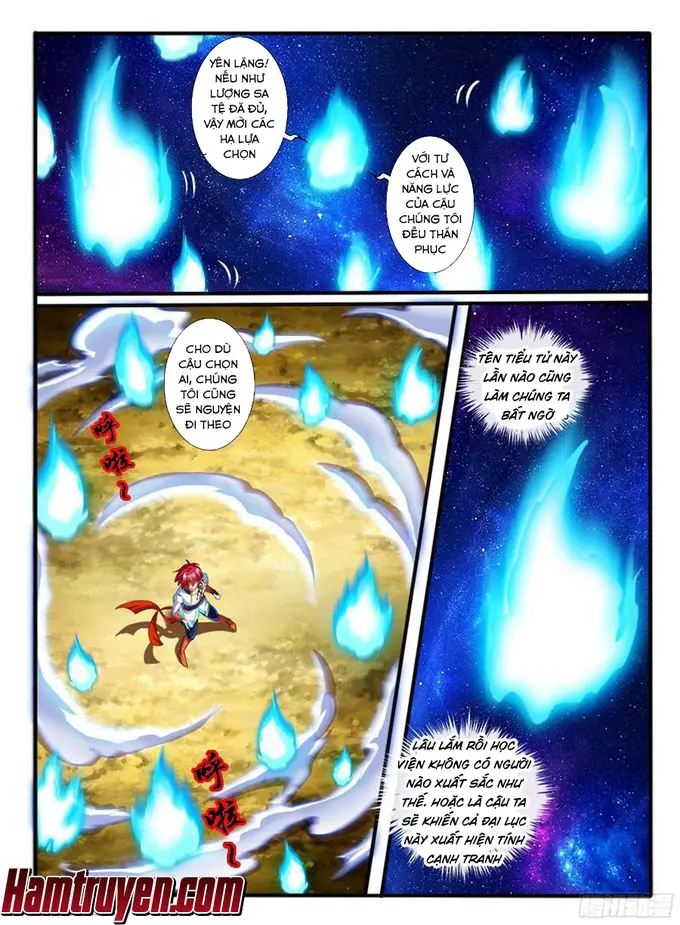 YÊN LẶNG!
NẾU NHƯ
LƯỢNG SA
TỆ ĐÃ ĐỦ,
VẬY MỜI CÁC
HẠ LỰA
CHỌN
VỚI TƯ
CÁCH VÀ
NĂNG LỰC
CỦA CẬU
CHÚNG TÔI
ĐỀU THÁN
PHỤC
CHO DÙ
CẬU CHỌN
AI, CHÚNG
TÔI CŨNG
SẼ NGUYỆN
ĐI THEO
TÊN TIỂU TỬ NÀY
LẦN NÀO CŨNG
LÀM CHÚNG TA
BẤT NGỜ
呼
啦
~
呼
啦
~
LÂU LẮM RỒI HỌC
VIỆN KHÔNG CÓ NGƯỜI
NÀO XUẤT SẮC NHƯ
THẾ. HOẶC LÀ CẬU TA
SẼ KHIẾN CẢ ĐẠI LỤC
NÀY XUẤT HIỆN TÍNH
CẠNH TRANH
Hamtruyen.com